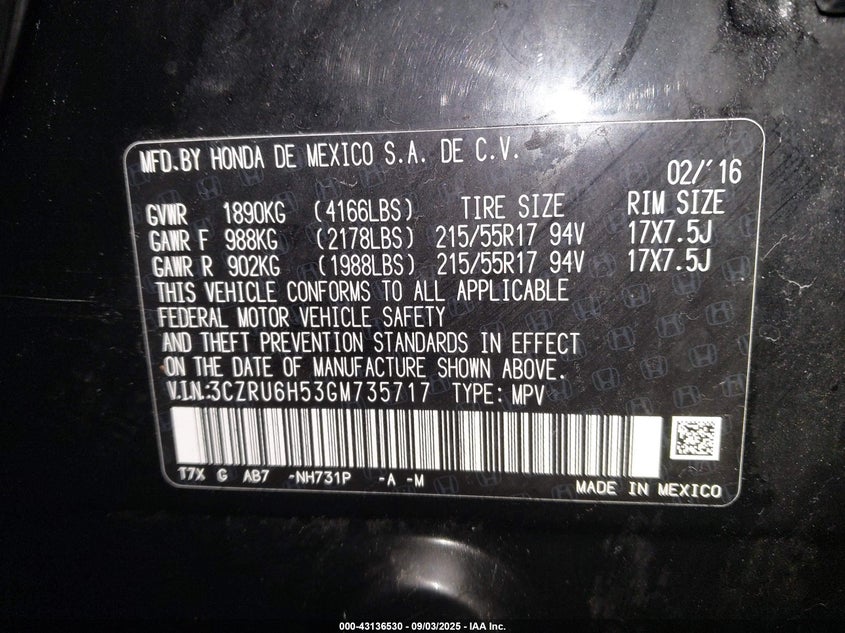 MFD. BY HONDA DE MEXICO S.A. DE C.V.
02/'16
GVWR 1890KG (4166LBS) TIRE SIZE RIM SIZE
GAWR F 988KG (2178LBS) 215/55R17 94V 17X7.5J
GAWR R 902KG (1988LBS) 215/55R17 94V 17X7.5J
THIS VEHICLE CONFORMS TO ALL APPLICABLE
FEDERAL MOTOR VEHICLE SAFETY
AND THEFT PREVENTION STANDARDS IN EFFECT
ON THE DATE OF MANUFACTURE SHOWN ABOVE.
V.I.N.:3CZRU6H53GM735717 TYPE: MPV
T7X G AB7 -NH731P -A -M
MADE IN MEXICO
000-43136530 - 09/03/2025 - IAA Inc.